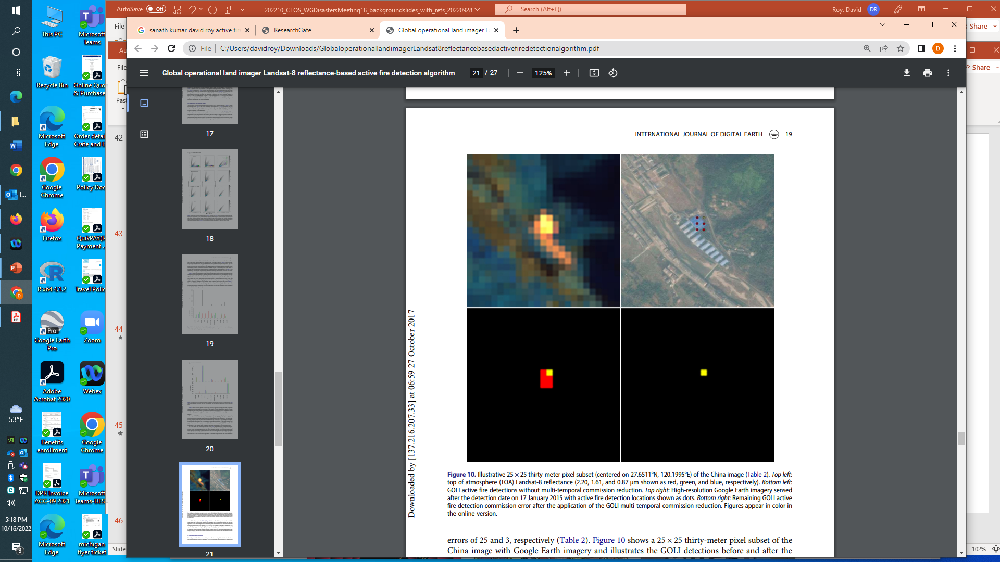 AutoSave Off
202210_CEOS_WGDisastersMeeting18_backgroundslides_with_refs_20220928
Search (Alt+Q)
Roy, David DR
File
Share
sanath kumar david roy active fir
ResearchGate
Global operational land imager L
File C:/Users/davidroy/Downloads/GlobaloperationallandimagerLandsat8reflectancebasedactivefiredetectionalgorithm.pdf
D
Au
File
Share
Past
Global operational land imager Landsat-8 reflectance-based active fire detection algorithm
21 / 27
125%
This PC
Microsoft Teams
Recycle Bin
Online Quo
& Purchase
Microsoft Edge
Order detai
Crate and B
Google Chrome
Policy Doc
Firefox
QuikPAY(R
Payment ...
R x64 4.1.2
Travel Polic
Pro
Google Earth Pro
Zoom
Adobe Acrobat 2020
Webex
Benefits enrollment
Google Chrome
DPR Invoice ACC-09 2021
Microsoft Teams-DES...
Microsoft Edge
michigan flyer ticket
53°F
5:18 PM
10/16/2022
3
42
43
44
45
46
Slide
17
18
19
20
21
INTERNATIONAL JOURNAL OF DIGITAL EARTH 19
Downloaded by [137.216.207.33] at 06:59 27 October 2017
Figure 10. Illustrative 25 × 25 thirty-meter pixel subset (centered on 27.6511°N, 120.1995°E) of the China image (Table 2). Top left:
top of atmosphere (TOA) Landsat-8 reflectance (2.20, 1.61, and 0.87 μm shown as red, green, and blue, respectively). Bottom left:
GOLI active fire detections without multi-temporal commission reduction. Top right: High-resolution Google Earth imagery sensed
after the detection date on 17 January 2015 with active fire detection locations shown as dots. Bottom right: Remaining GOLI active
fire detection commission error after the application of the GOLI multi-temporal commission reduction. Figures appear in color in
the online version.
errors of 25 and 3, respectively (Table 2). Figure 10 shows a 25 × 25 thirty-meter pixel subset of the
China image with Google Earth imagery and illustrates the GOLI detections before and after the
102%